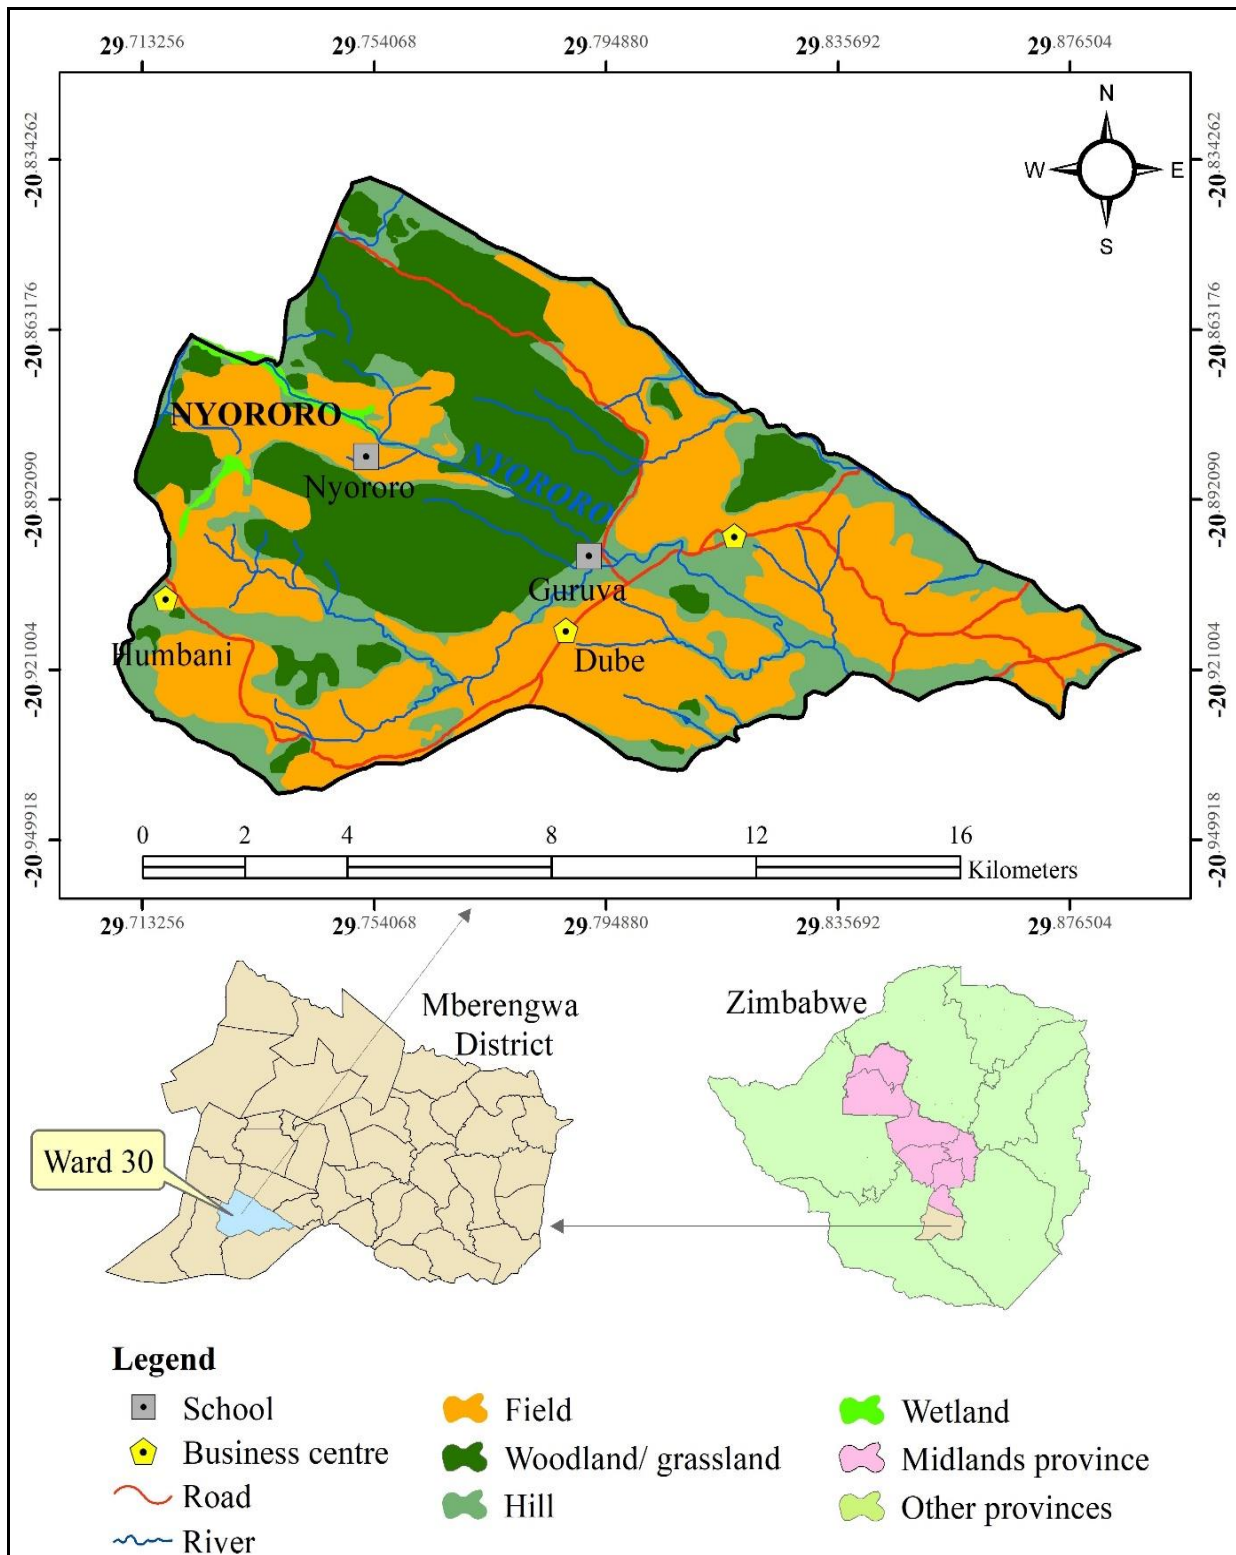 29.713256 29.754068 29.794880 29.835692 29.876504
-20.834262 -20.834262
N
W E
S
-20.863176 -20.863176
NYORORO
NYORORO
Nyororo
-20.892090 -20.892090
Guruva
Humbani
Dube
-20.921004 -20.921004
0 2 4 8 12 16
Kilometers
-20.949918 -20.949918
29.713256 29.754068 29.794880 29.835692 29.876504
Mberengwa
District
Zimbabwe
Ward 30
Legend
School
Business centre
Road
River
Field
Woodland/ grassland
Hill
Wetland
Midlands province
Other provinces